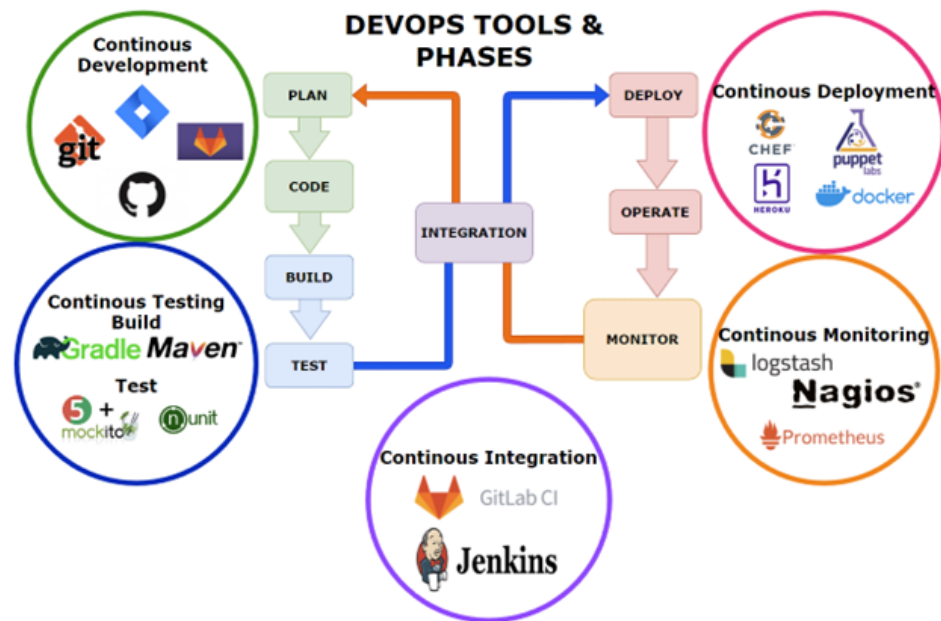 DEVOPS TOOLS &
PHASES
Continous
Development
git
PLAN
CODE
BUILD
TEST
INTEGRATION
DEPLOY
OPERATE
MONITOR
Continous Deployment
CHEF
puppet
labs
HEROKU
docker
Continous Testing
Build
Gradle Maven™
Test
5 +
mockito
nunit
Continous Monitoring
logstash
Nagios®
Prometheus
Continous Integration
GitLab CI
Jenkins